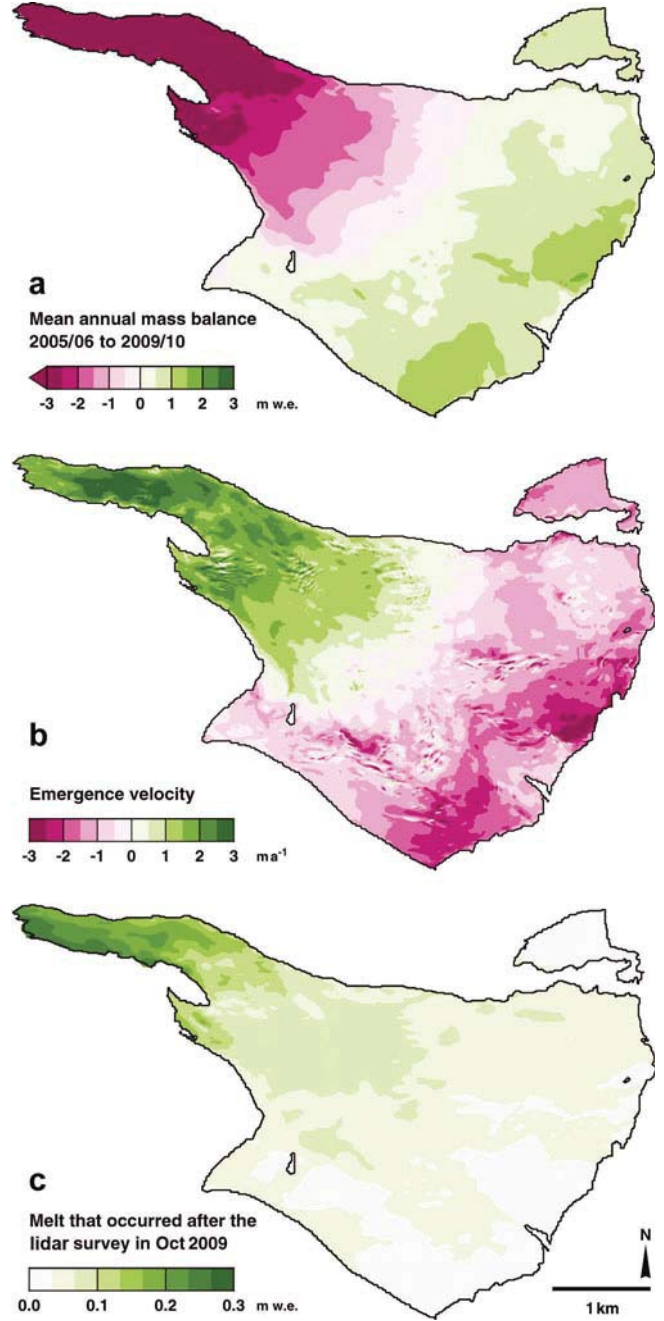 a
Mean annual mass balance
2005/06 to 2009/10
-3 -2 -1 0 1 2 3 m w.e.
b
Emergence velocity
-3 -2 -1 0 1 2 3 m a⁻¹
c
Melt that occurred after the
lidar survey in Oct 2009
0.0 0.1 0.2 0.3 m w.e.
N
1 km